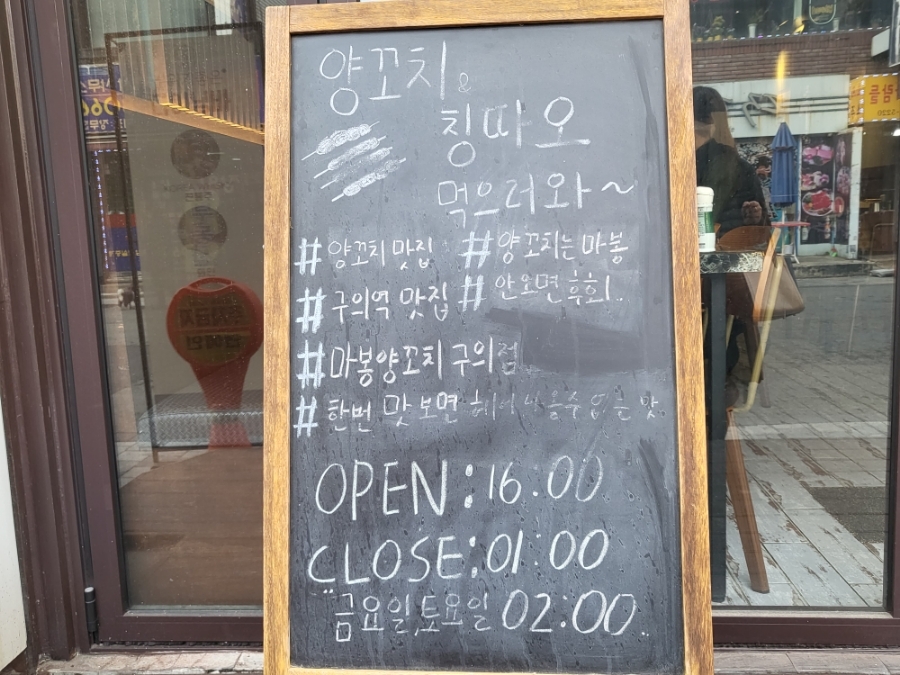 양꼬치 &
칭따오
먹으러와~
#양꼬치 맛집 #양꼬치는 마봉
#구의역 맛집 #안오면 후회..
#마봉양꼬치 구의점
#한번 맛보면 헤어 날 수 없는 맛
OPEN:16:00
CLOSE:01:00
금요일,토요일 02:00